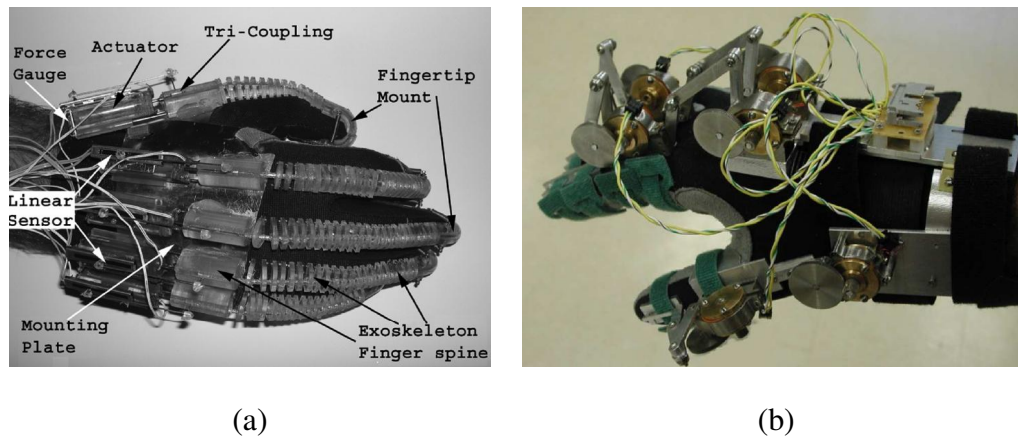 Force
Gauge
Actuator
Tri-Coupling
Fingertip
Mount
Linear
Sensor
Mounting
Plate
Exoskeleton
Finger spine
(a)
(b)